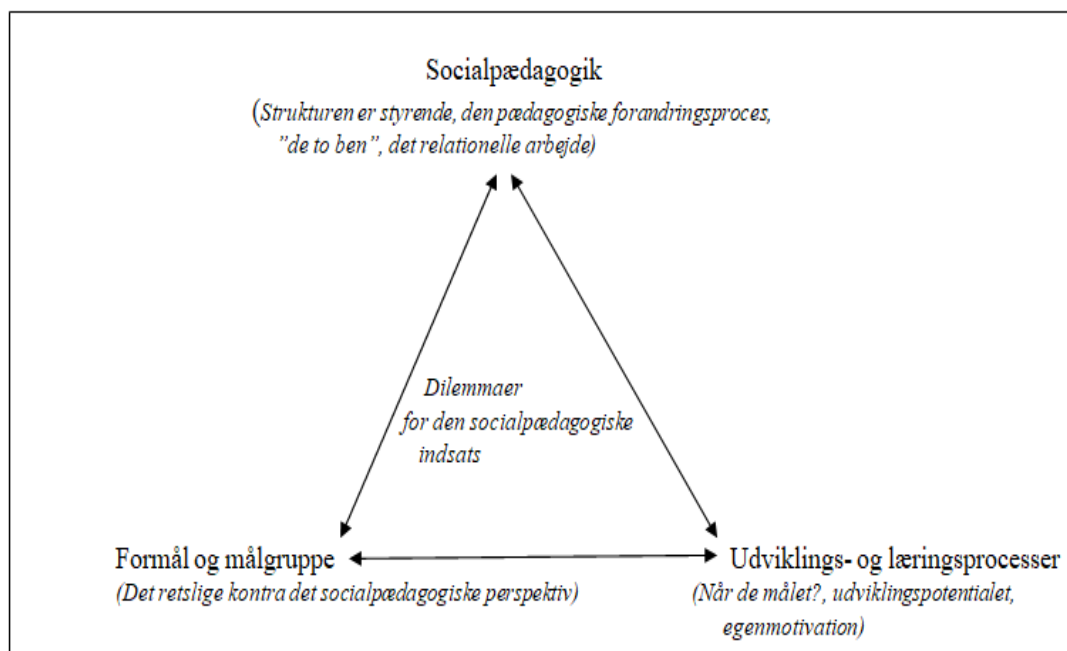 Socialpædagogik
(Strukturen er styrende, den pædagogiske forandringsproces,
”de to ben”, det relationelle arbejde)
Dilemmaer
for den socialpædagogiske
indsats
Formål og målgruppe
(Det retslige kontra det socialpædagogiske perspektiv)
Udviklings- og læringsprocesser
(Når de målet?, udviklingspotentialet,
egenmotivation)